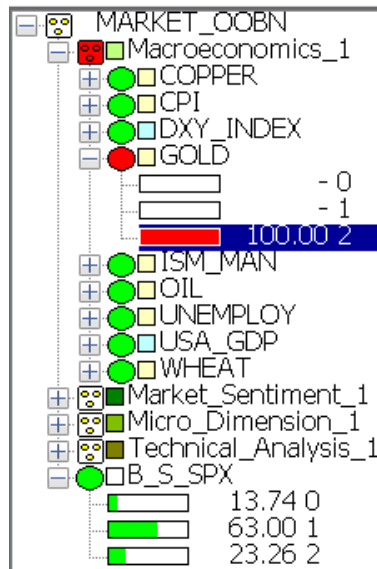 MARKET_OOBN
Macroeconomics_1
COPPER
CPI
DXY_INDEX
GOLD
- 0
- 1
100.00 2
ISM_MAN
OIL
UNEMPLOY
USA_GDP
WHEAT
Market_Sentiment_1
Micro_Dimension_1
Technical_Analysis_1
B_S_SPX
13.74 0
63.00 1
23.26 2